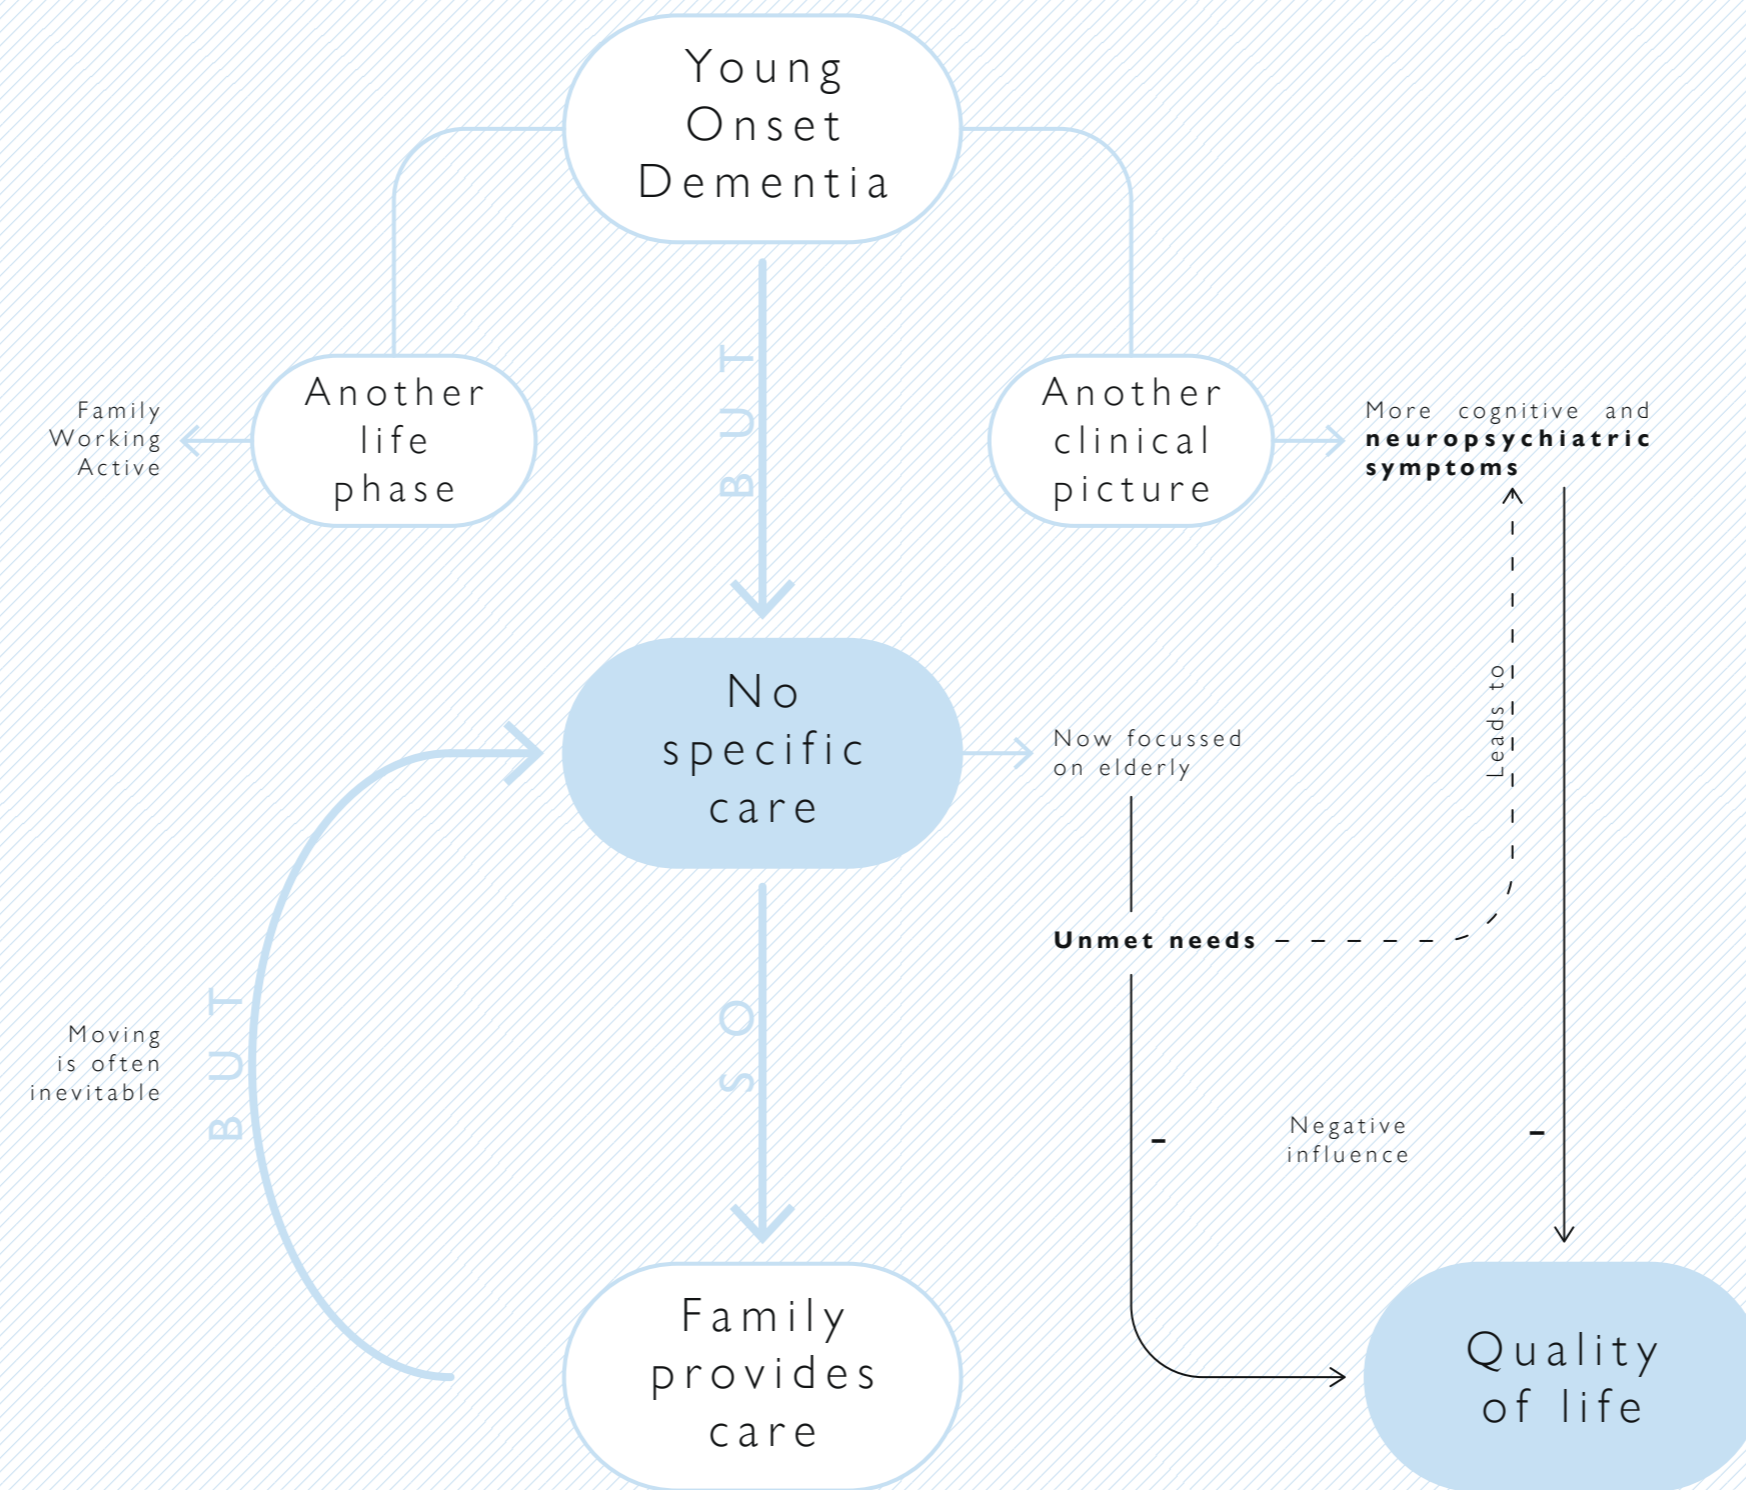 Young
Onset
Dementia
BUT
Another
life
phase
Family
Working
Active
Another
clinical
picture
More cognitive and
neuropsychiatric
symptoms
No
specific
care
Now focussed
on elderly
Leads to
Unmet needs
SO
BUT
Moving
is often
inevitable
-
Negative
influence
-
Family
provides
care
Quality
of life